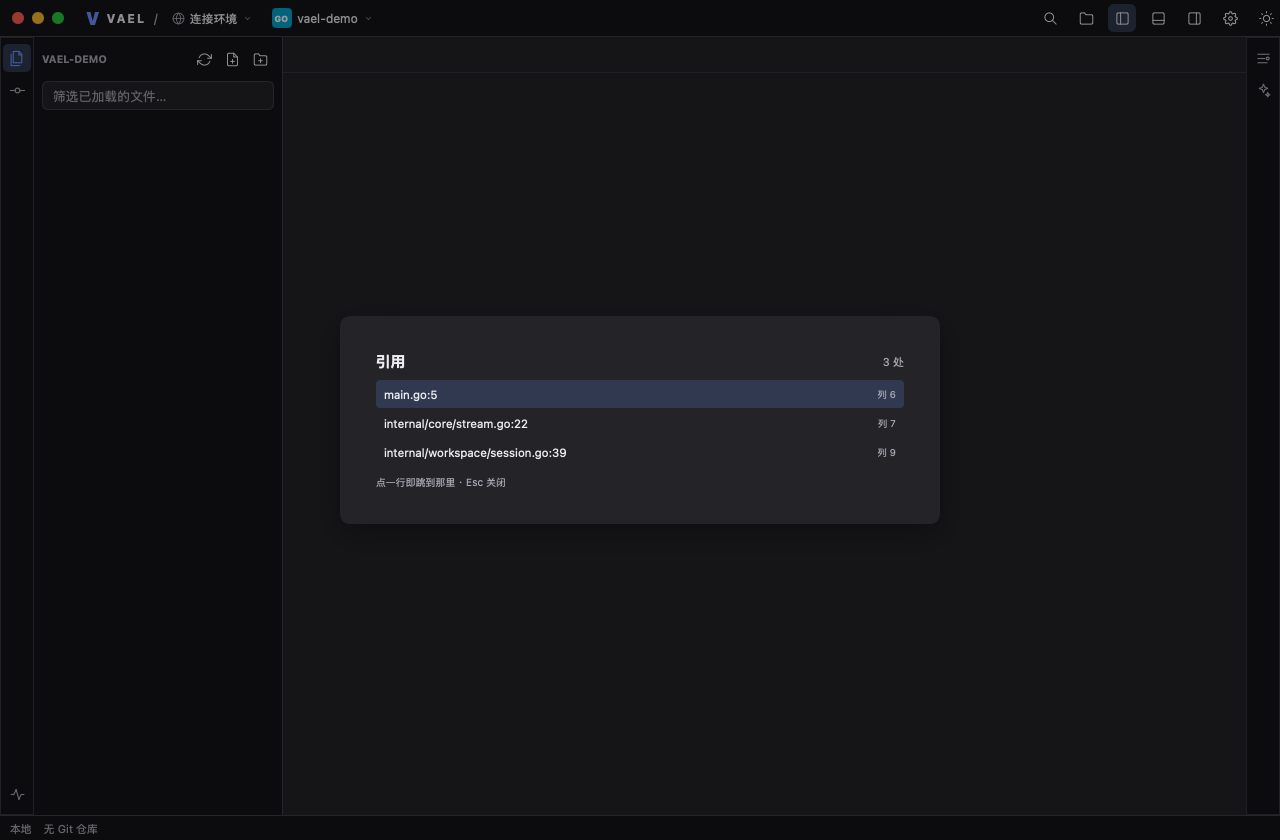 VAEL / 连接环境 GO vael-demo
VAEL-DEMO
筛选已加载的文件...
引用 3 处
main.go:5 列 6
internal/core/stream.go:22 列 7
internal/workspace/session.go:39 列 9
点一行即跳到那里 · Esc 关闭
本地 无 Git 仓库